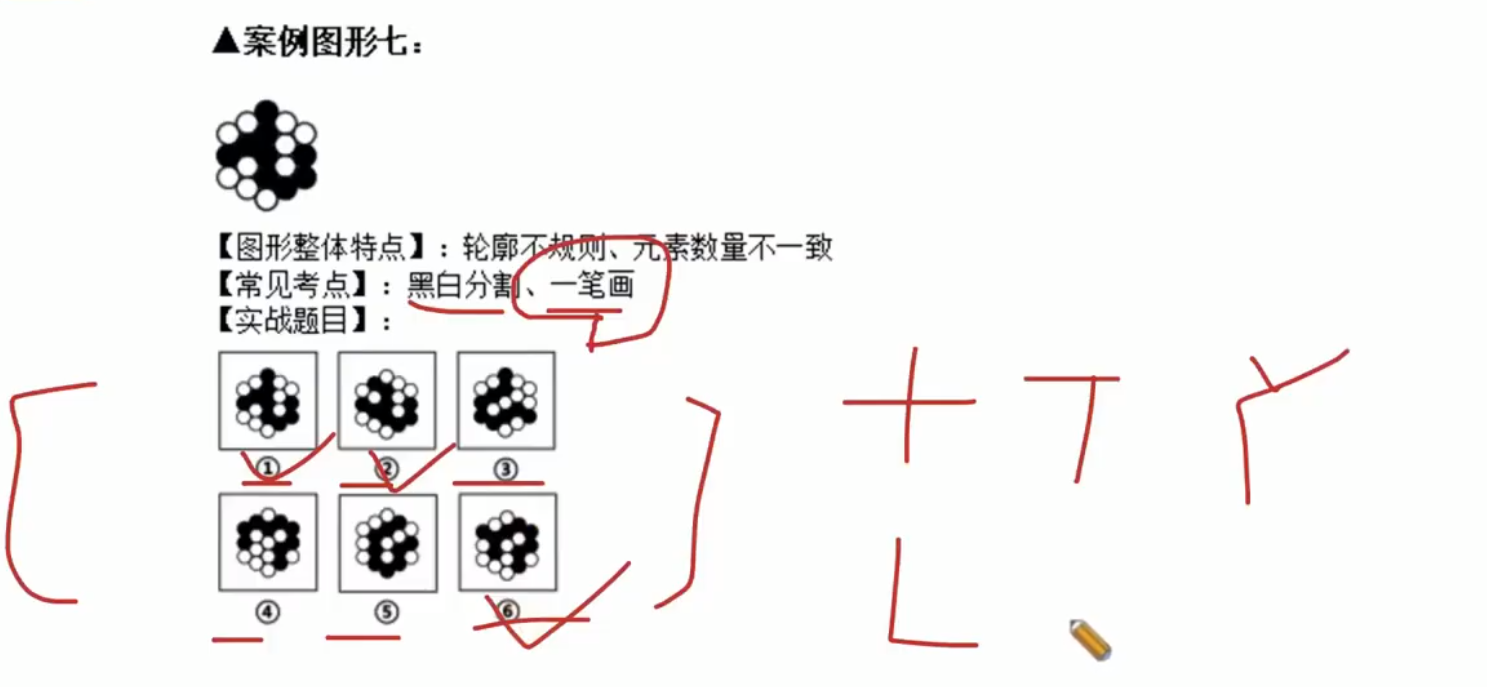 ▲案例图形七：
【图形整体特点】：轮廓不规则、元素数量不一致
【常见考点】：黑白分割、一笔画
【实战题目】：
① ② ③
④ ⑤ ⑥